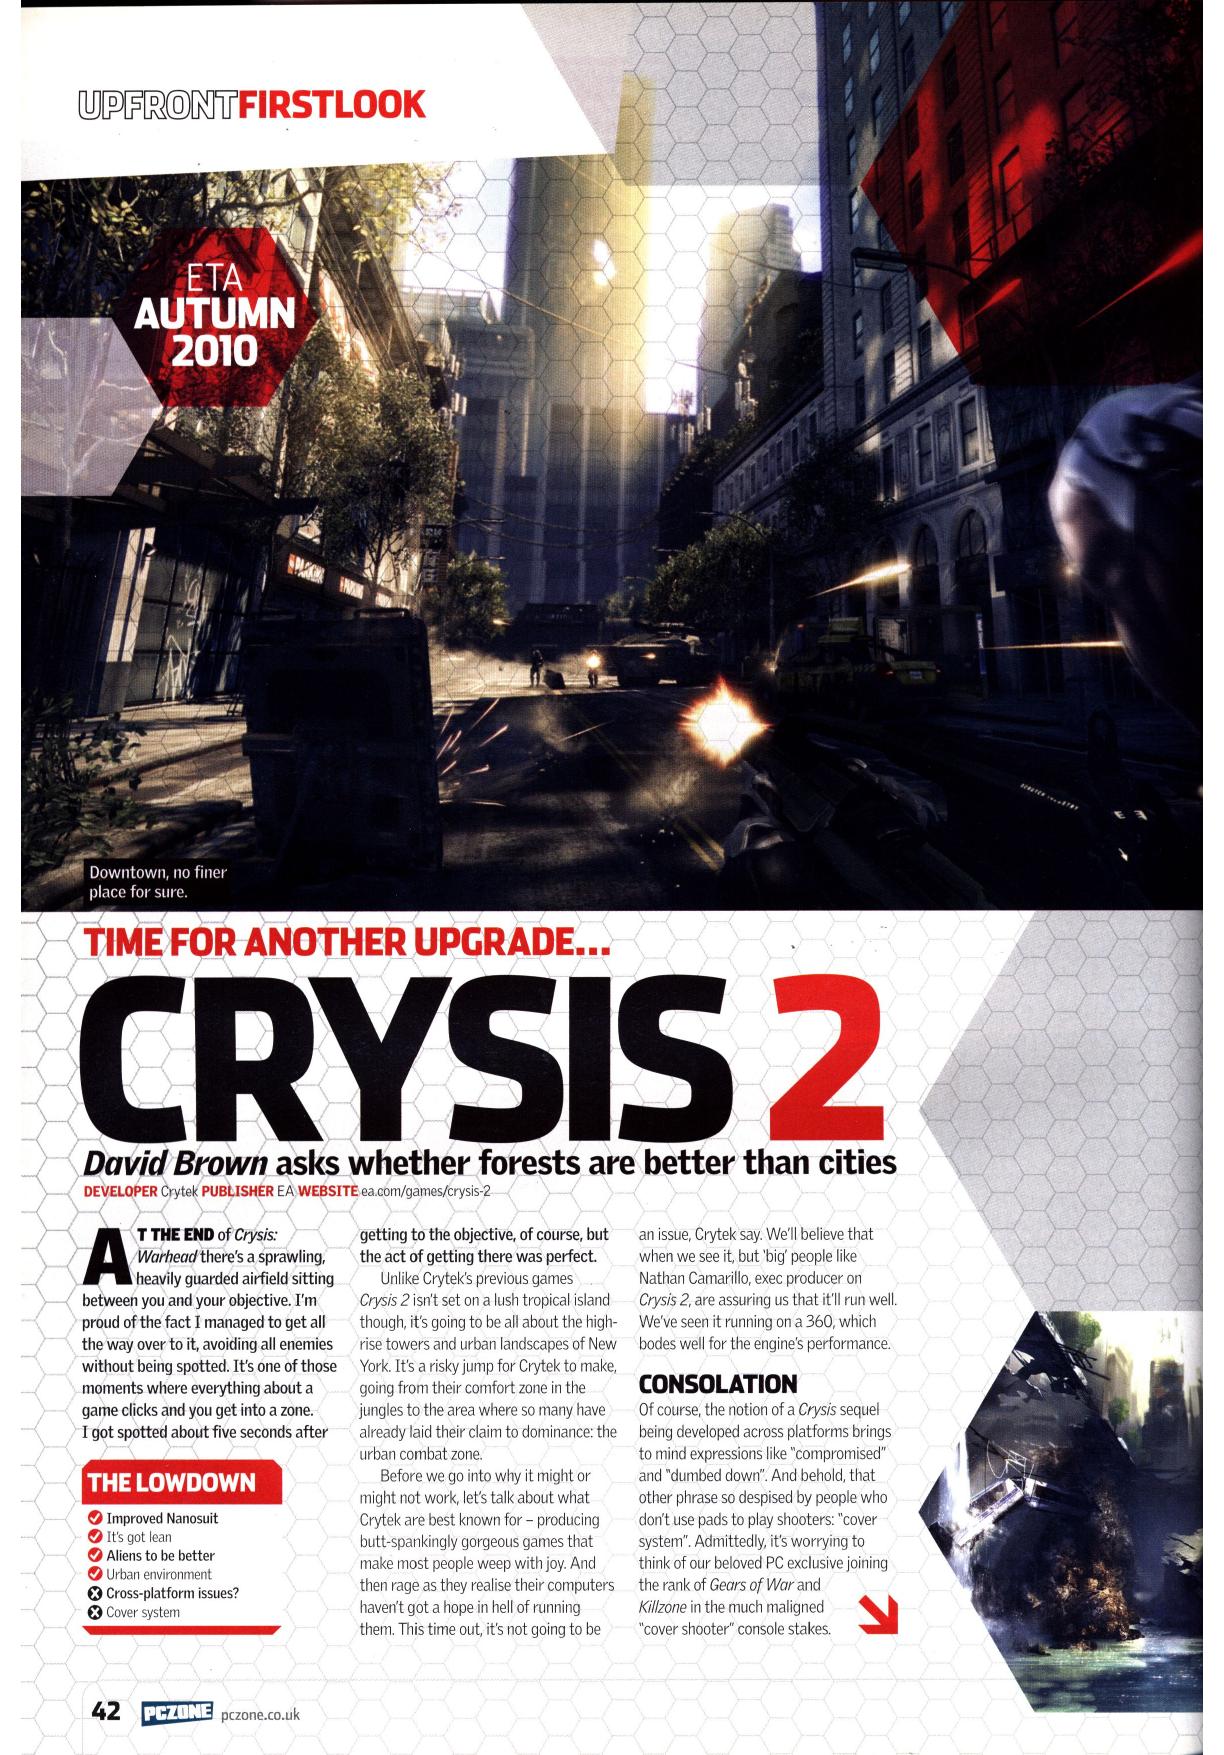 UPFRONTFIRSTLOOK
ETA
AUTUMN
2010
Downtown, no finer
place for sure.
TIME FOR ANOTHER UPGRADE...
CRYSIS 2
David Brown asks whether forests are better than cities
DEVELOPER Crytek PUBLISHER EA WEBSITE ea.com/games/crysis-2
AT THE END of Crysis:
Warhead there's a sprawling,
heavily guarded airfield sitting
between you and your objective. I'm
proud of the fact I managed to get all
the way over to it, avoiding all enemies
without being spotted. It's one of those
moments where everything about a
game clicks and you get into a zone.
I got spotted about five seconds after
getting to the objective, of course, but
the act of getting there was perfect.
Unlike Crytek's previous games
Crysis 2 isn't set on a lush tropical island
though, it's going to be all about the high-
rise towers and urban landscapes of New
York. It's a risky jump for Crytek to make,
going from their comfort zone in the
jungles to the area where so many have
already laid their claim to dominance: the
urban combat zone.
Before we go into why it might or
might not work, let's talk about what
Crytek are best known for – producing
butt-spankingly gorgeous games that
make most people weep with joy. And
then rage as they realise their computers
haven't got a hope in hell of running
them. This time out, it's not going to be
an issue, Crytek say. We'll believe that
when we see it, but 'big' people like
Nathan Camarillo, exec producer on
Crysis 2, are assuring us that it'll run well.
We've seen it running on a 360, which
bodes well for the engine's performance.
CONSOLATION
Of course, the notion of a Crysis sequel
being developed across platforms brings
to mind expressions like "compromised"
and "dumbed down". And behold, that
other phrase so despised by people who
don't use pads to play shooters: "cover
system". Admittedly, it's worrying to
think of our beloved PC exclusive joining
the rank of Gears of War and
Killzone in the much maligned
"cover shooter" console stakes.
THE LOWDOWN
Improved Nanosuit
It's got lean
Aliens to be better
Urban environment
Cross-platform issues?
Cover system
42 PCZONE pczone.co.uk